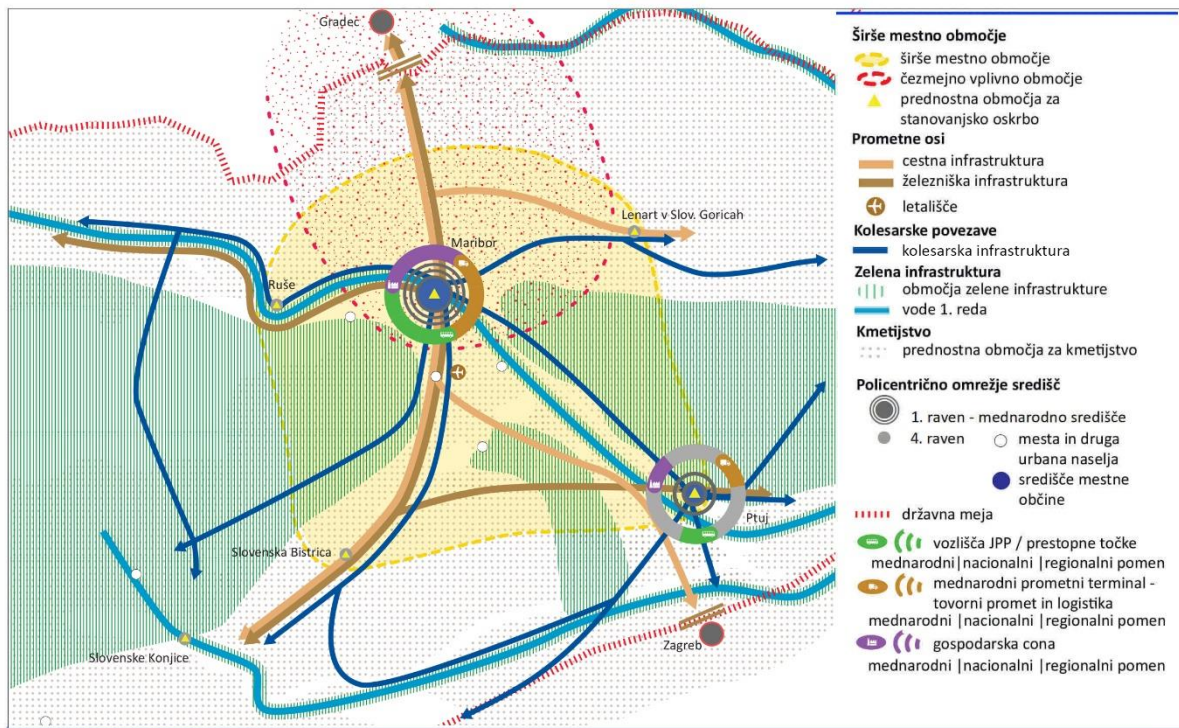 Gradec
Lenart v Slov. Goricah
Maribor
Ruše
Ptuj
Slovenska Bistrica
Slovenske Konjice
Zagreb
Širše mestno območje
širše mestno območje
čezmejno vplivno območje
prednostna območja za
stanovanjsko oskrbo
Prometne osi
cestna infrastruktura
železniška infrastruktura
letališče
Kolesarske povezave
kolesarska infrastruktura
Zelena infrastruktura
območja zelene infrastrukture
vode 1. reda
Kmetijstvo
prednostna območja za kmetijstvo
Policentrično omrežje središč
1. raven - mednarodno središče
4. raven
mesta in druga
urbana naselja
središče mestne
občine
državna meja
vozlišča JPP / prestopne točke
mednarodni|nacionalni |regionalni pomen
mednarodni prometni terminal -
tovorni promet in logistika
mednarodni |nacionalni |regionalni pomen
gospodarska cona
mednarodni |nacionalni |regionalni pomen